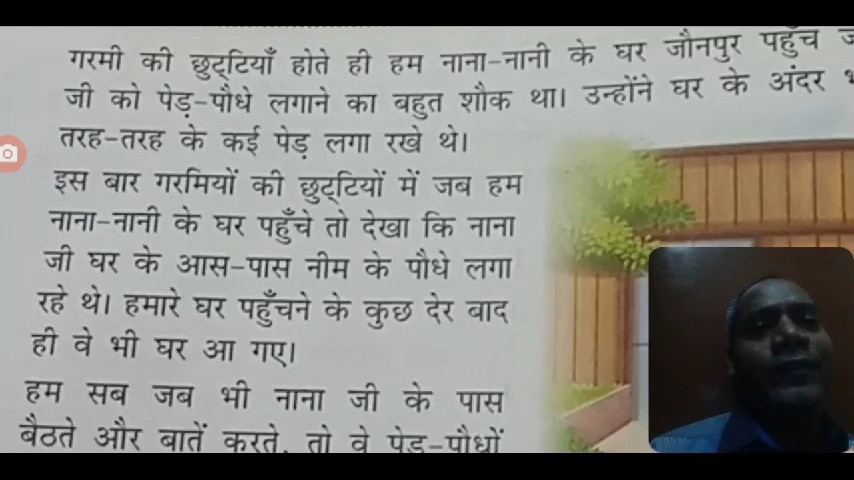 गरमी की छुट्टियाँ होते ही हम नाना-नानी के घर जौनपुर पहुँच
जी को पेड़-पौधे लगाने का बहुत शौक था। उन्होंने घर के अंदर
तरह-तरह के कई पेड़ लगा रखे थे।
इस बार गरमियों की छुट्टियों में जब हम
नाना-नानी के घर पहुँचे तो देखा कि नाना
जी घर के आस-पास नीम के पौधे लगा
रहे थे। हमारे घर पहुँचने के कुछ देर बाद
ही वे भी घर आ गए।
हम सब जब भी नाना जी के पास
बैठते और बातें करते, तो वे पेड़-पौधों